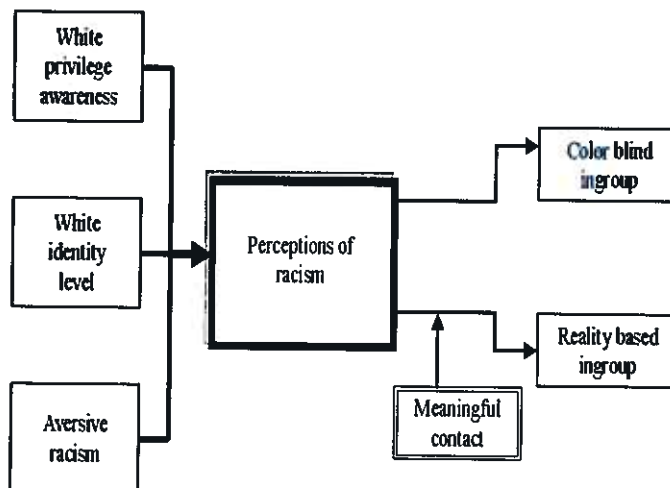 White
privilege
awareness
White
identity
level
Aversive
racism
Perceptions of
racism
Color blind
ingroup
Reality based
ingroup
Meaningful
contact